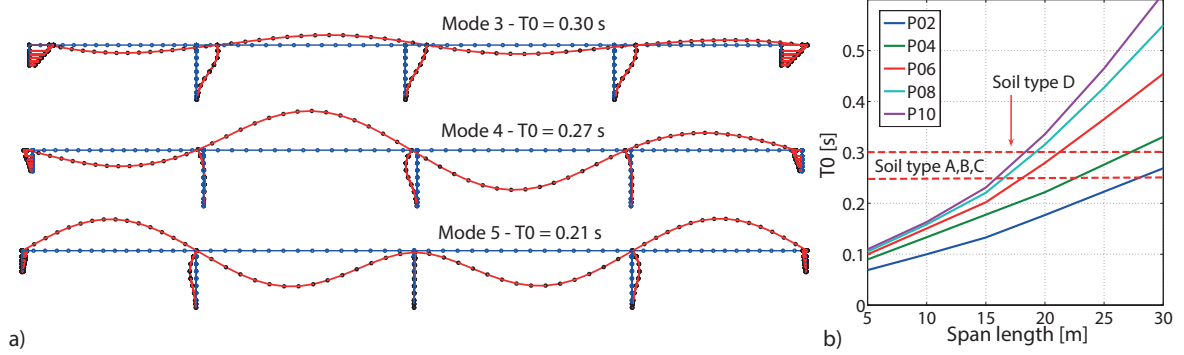 Mode 3 - T0 = 0.30 s
Mode 4 - T0 = 0.27 s
Mode 5 - T0 = 0.21 s
a)
P02
P04
P06
P08
P10
Soil type D
Soil type A,B,C
T0 [s]
0.5
0.4
0.3
0.2
0.1
0
5
10
15
20
25
30
Span length [m]
b)